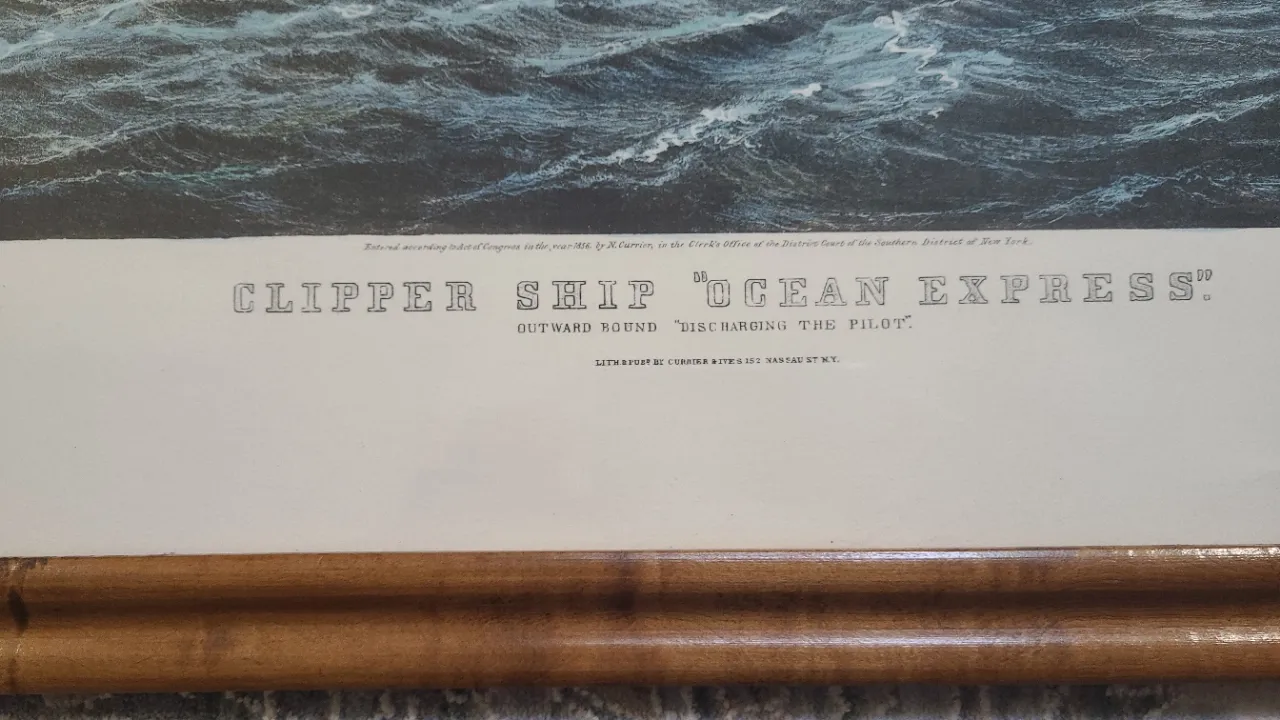 Entered according to Act of Congress in the year 1856, by N. Currier, in the Clerk's Office of the District Court of the Southern District of New York.
CLIPPER SHIP "OCEAN EXPRESS".
OUTWARD BOUND "DISCHARGING THE PILOT".
LITH & PUBD BY CURRIER & IVES 152 NASSAU ST N.Y.